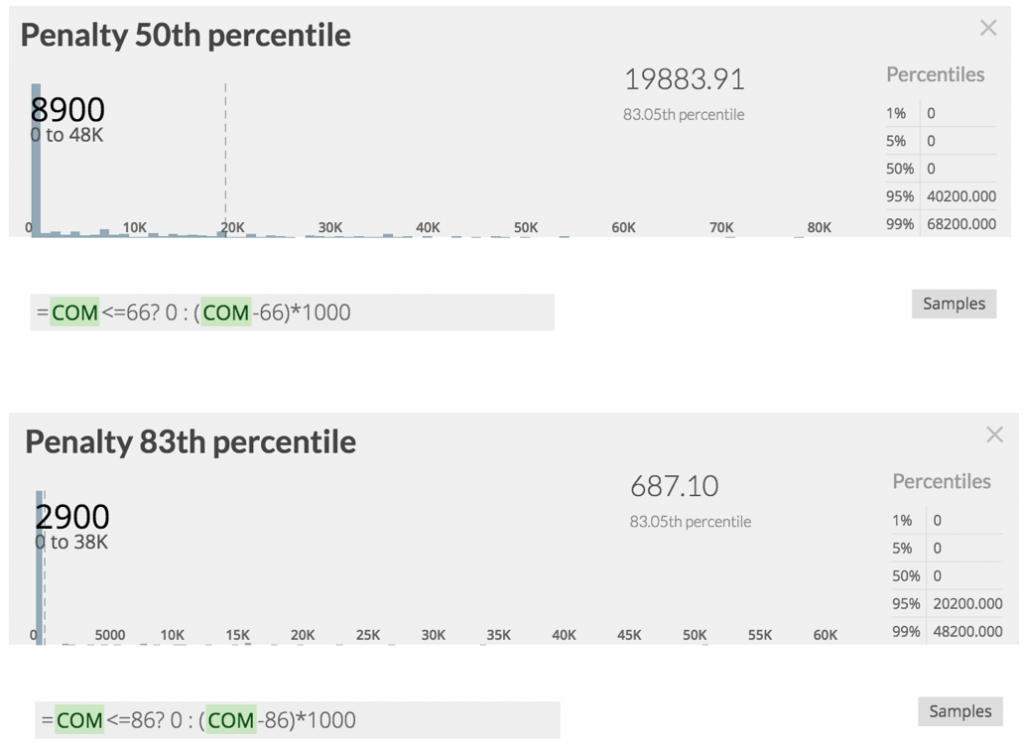 Penalty 50th percentile
×
8900
0 to 48K
19883.91
83.05th percentile
Percentiles
1% 0
5% 0
50% 0
95% 40200.000
99% 68200.000
0 10K 20K 30K 40K 50K 60K 70K 80K
=COM<=66? 0 : (COM-66)*1000
Samples
Penalty 83th percentile
×
2900
0 to 38K
687.10
83.05th percentile
Percentiles
1% 0
5% 0
50% 0
95% 20200.000
99% 48200.000
0 5000 10K 15K 20K 25K 30K 35K 40K 45K 50K 55K 60K
=COM<=86? 0 : (COM-86)*1000
Samples